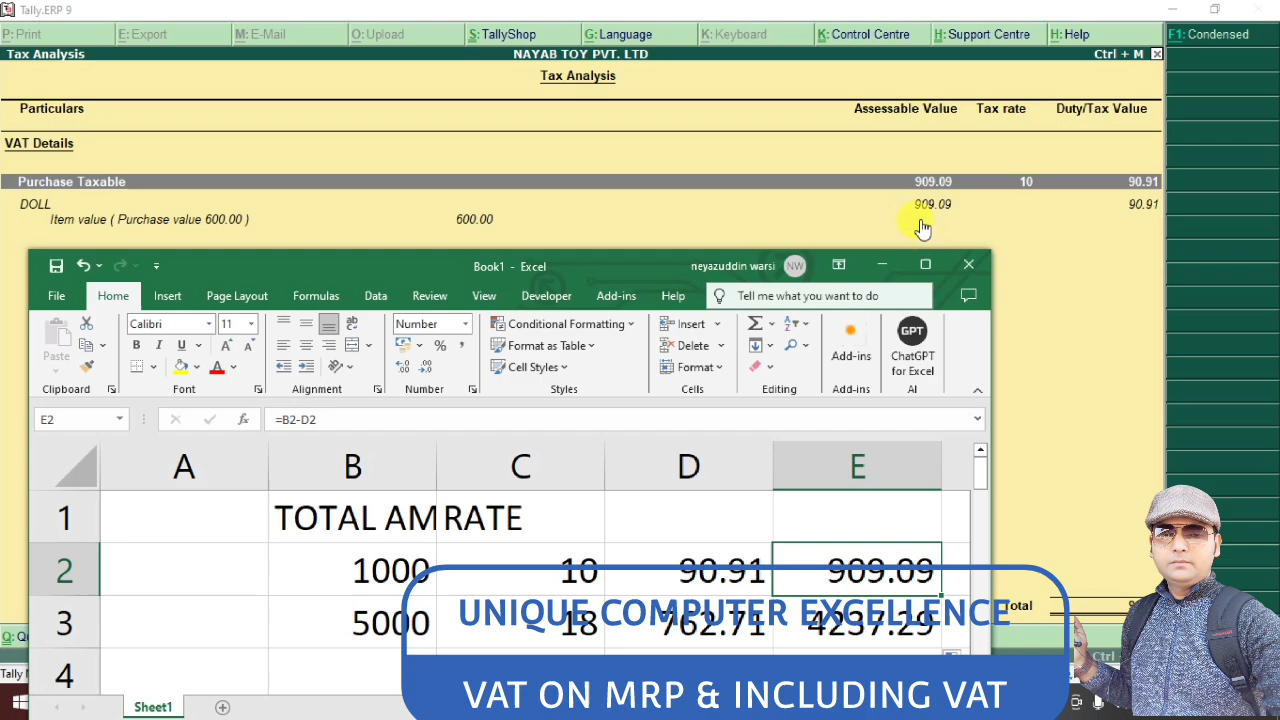 Tally.ERP 9
P: Print E: Export M: E-Mail O: Upload S: TallyShop G: Language K: Keyboard K: Control Centre H: Support Centre H: Help F1: Condensed
Tax Analysis NAYAB TOY PVT. LTD Ctrl + M
Tax Analysis
Particulars Assessable Value Tax rate Duty/Tax Value
VAT Details
Purchase Taxable 909.09 10 90.91
DOLL 909.09 90.91
Item value ( Purchase value 600.00 ) 600.00
Book1 - Excel neyazuddin warsi NW
File Home Insert Page Layout Formulas Data Review View Developer Add-ins Help Tell me what you want to do
Calibri 11 Number Conditional Formatting Insert GPT
Paste B I U A A Format as Table Delete Add-ins ChatGPT
A % , Cell Styles Format for Excel
Clipboard Font Alignment Number Styles Cells Editing Add-ins AI
E2 fx =B2-D2
A B C D E
1 TOTAL AM RATE
2 1000 10 90.91 909.09
Total
UNIQUE COMPUTER EXCELLENCE
3 5000 18 762.71 4237.29
Ctrl
4
VAT ON MRP & INCLUDING VAT
Sheet1